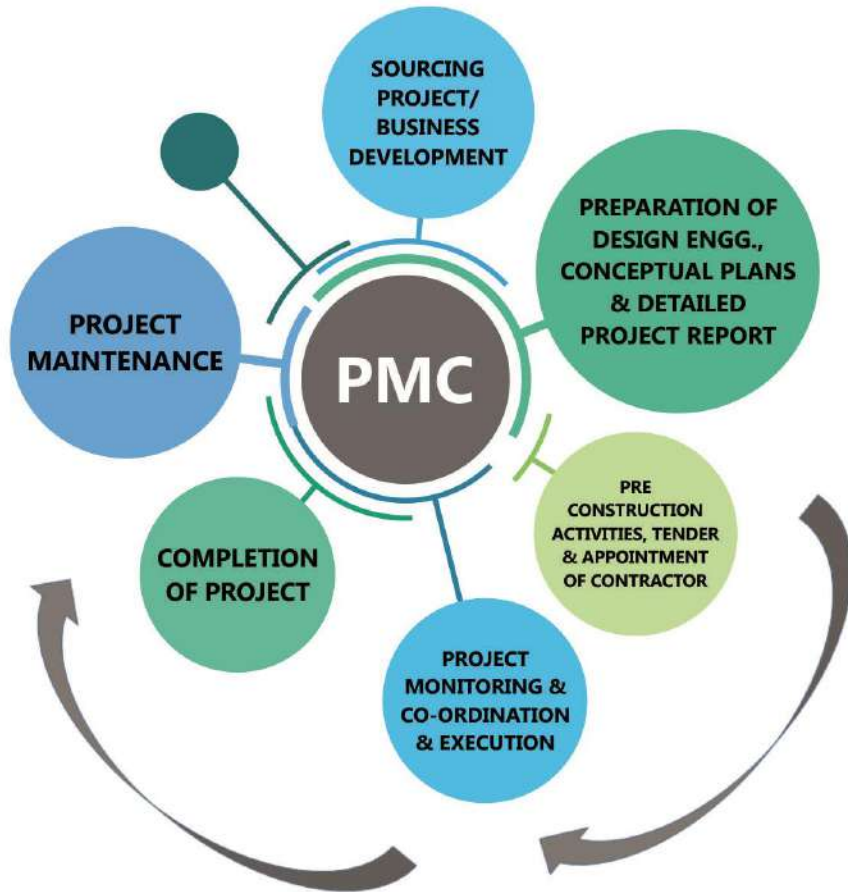 SOURCING
PROJECT/
BUSINESS
DEVELOPMENT
PREPARATION OF
DESIGN ENGG.,
CONCEPTUAL PLANS
& DETAILED
PROJECT REPORT
PRE
CONSTRUCTION
ACTIVITIES, TENDER
& APPOINTMENT
OF CONTRACTOR
PROJECT
MONITORING &
CO-ORDINATION
& EXECUTION
COMPLETION
OF PROJECT
PROJECT
MAINTENANCE
PMC